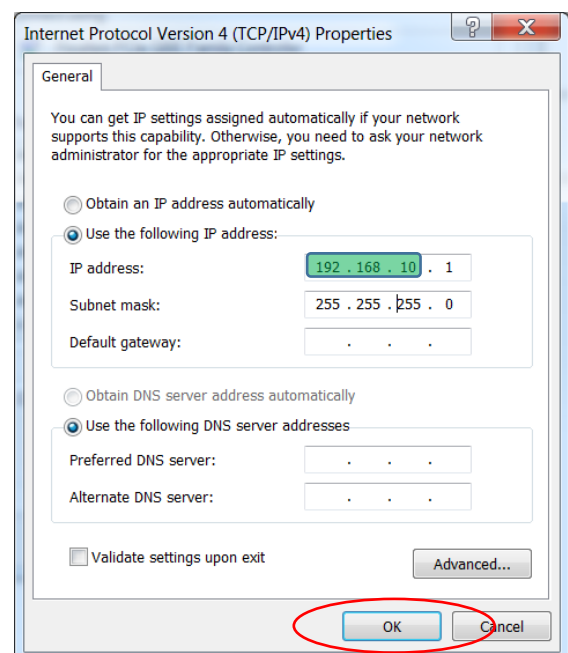 Internet Protocol Version 4 (TCP/IPv4) Properties
?
X
General
You can get IP settings assigned automatically if your network
supports this capability. Otherwise, you need to ask your network
administrator for the appropriate IP settings.
Obtain an IP address automatically
Use the following IP address:
IP address: 192 . 168 . 10 . 1
Subnet mask: 255 . 255 . 255 . 0
Default gateway: . . .
Obtain DNS server address automatically
Use the following DNS server addresses
Preferred DNS server: . . .
Alternate DNS server: . . .
Validate settings upon exit
Advanced...
OK Cancel